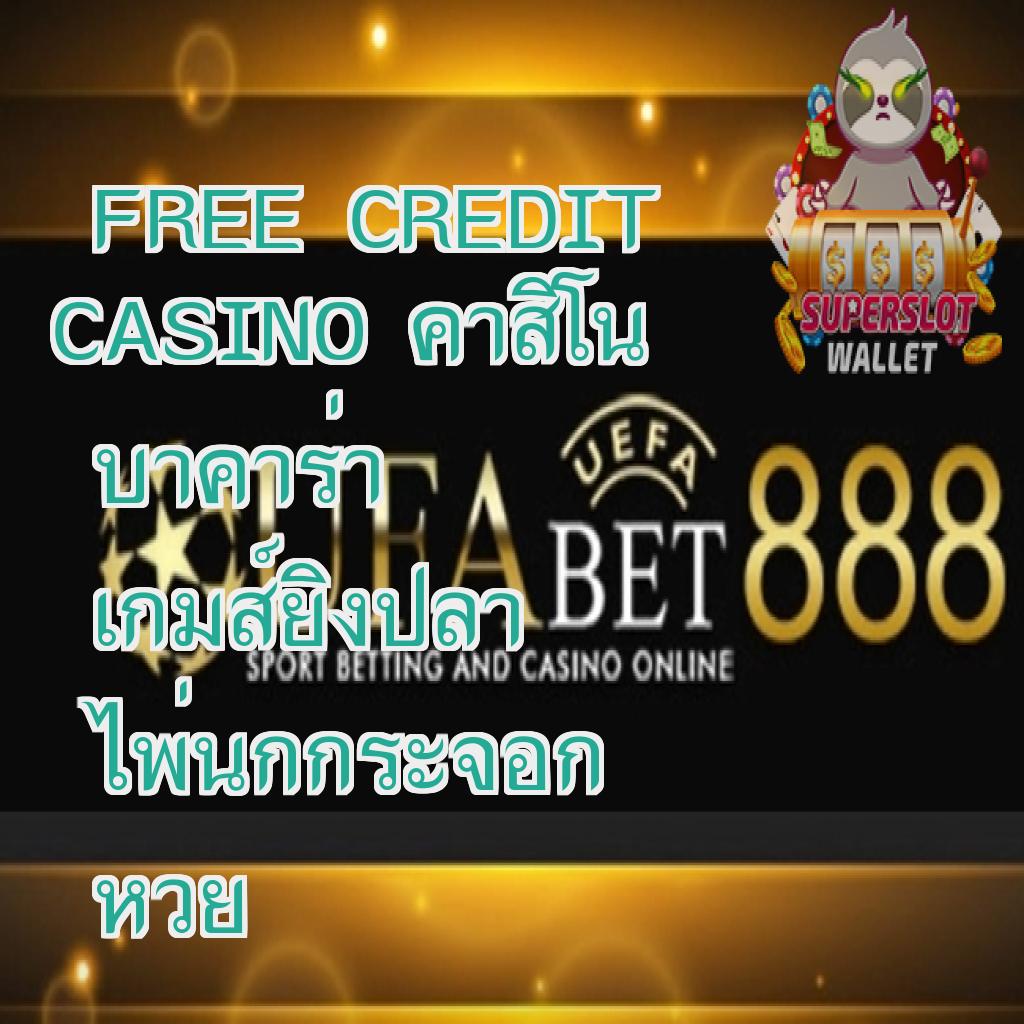 FREE CREDIT
CASINO คาสิโน
บาคาร่า
เกมส์ยิงปลา
ไพ่นกกระจอก
หวย
SUPERSLOT
WALLET
UEFA
UFABET888
SPORT BETTING AND CASINO ONLINE
$ $ $